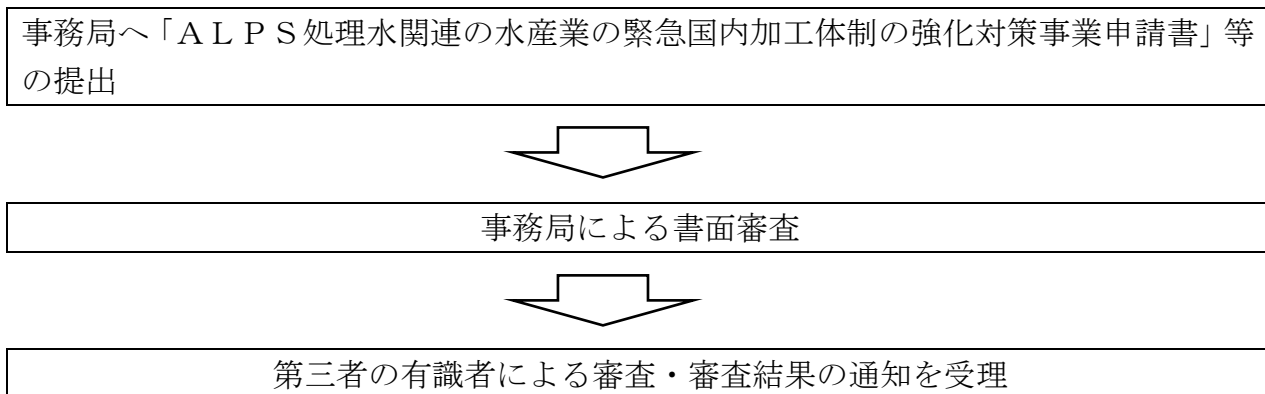 事務局へ「ＡＬＰＳ処理水関連の水産業の緊急国内加工体制の強化対策事業申請書」等
の提出
事務局による書面審査
第三者の有識者による審査・審査結果の通知を受理